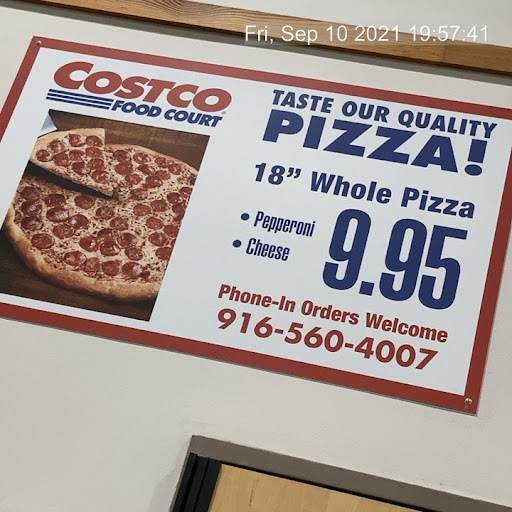 Fri, Sep 10 2021 19:57:41
COSTCO
FOOD COURT
TASTE OUR QUALITY
PIZZA!
18” Whole Pizza
• Pepperoni
• Cheese
9.95
Phone-In Orders Welcome
916-560-4007